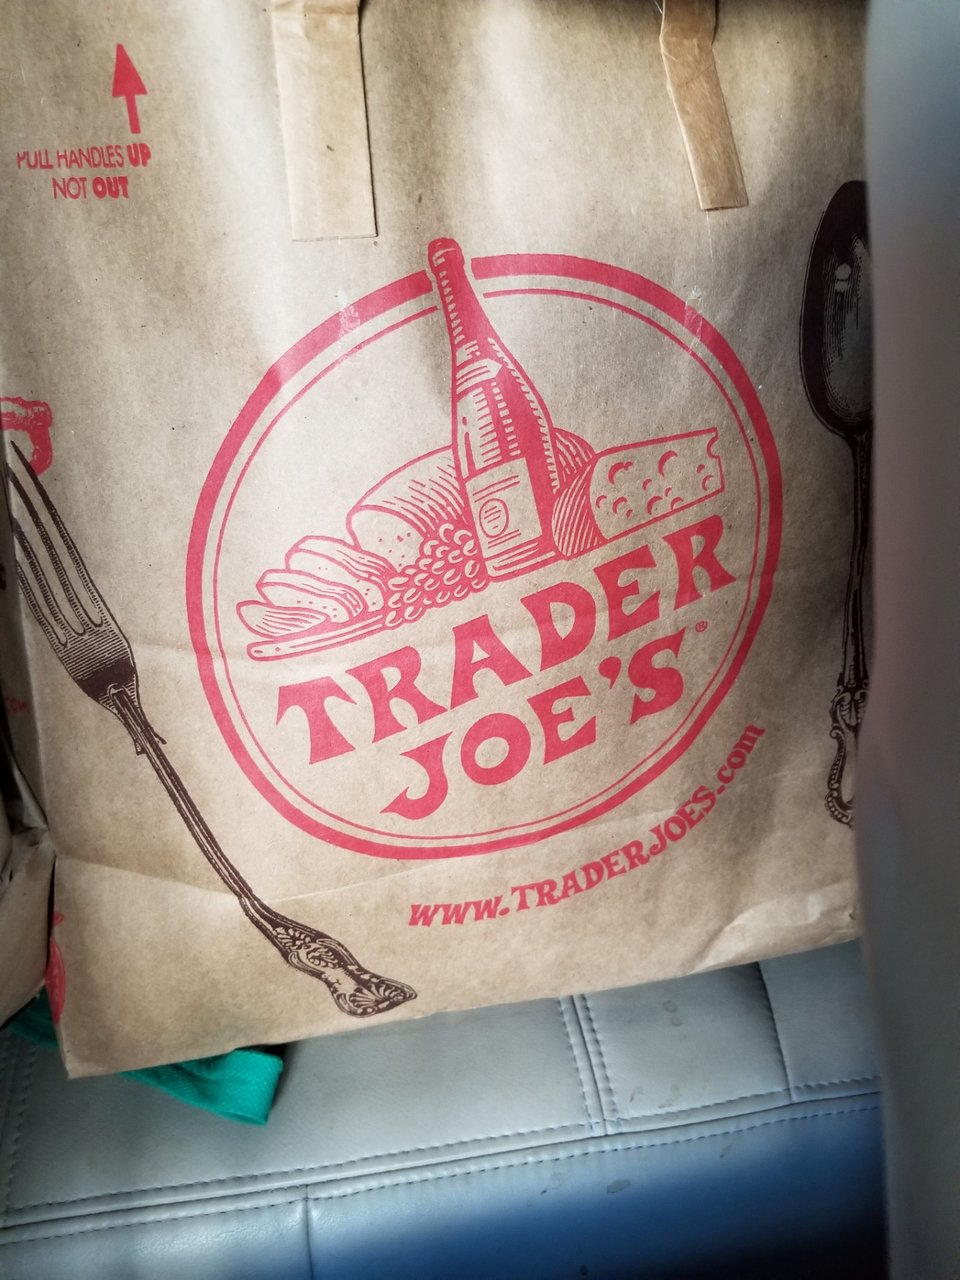 PULL HANDLES UP
NOT OUT
TRADER
JOE'S®
www.TRADERJOES.com